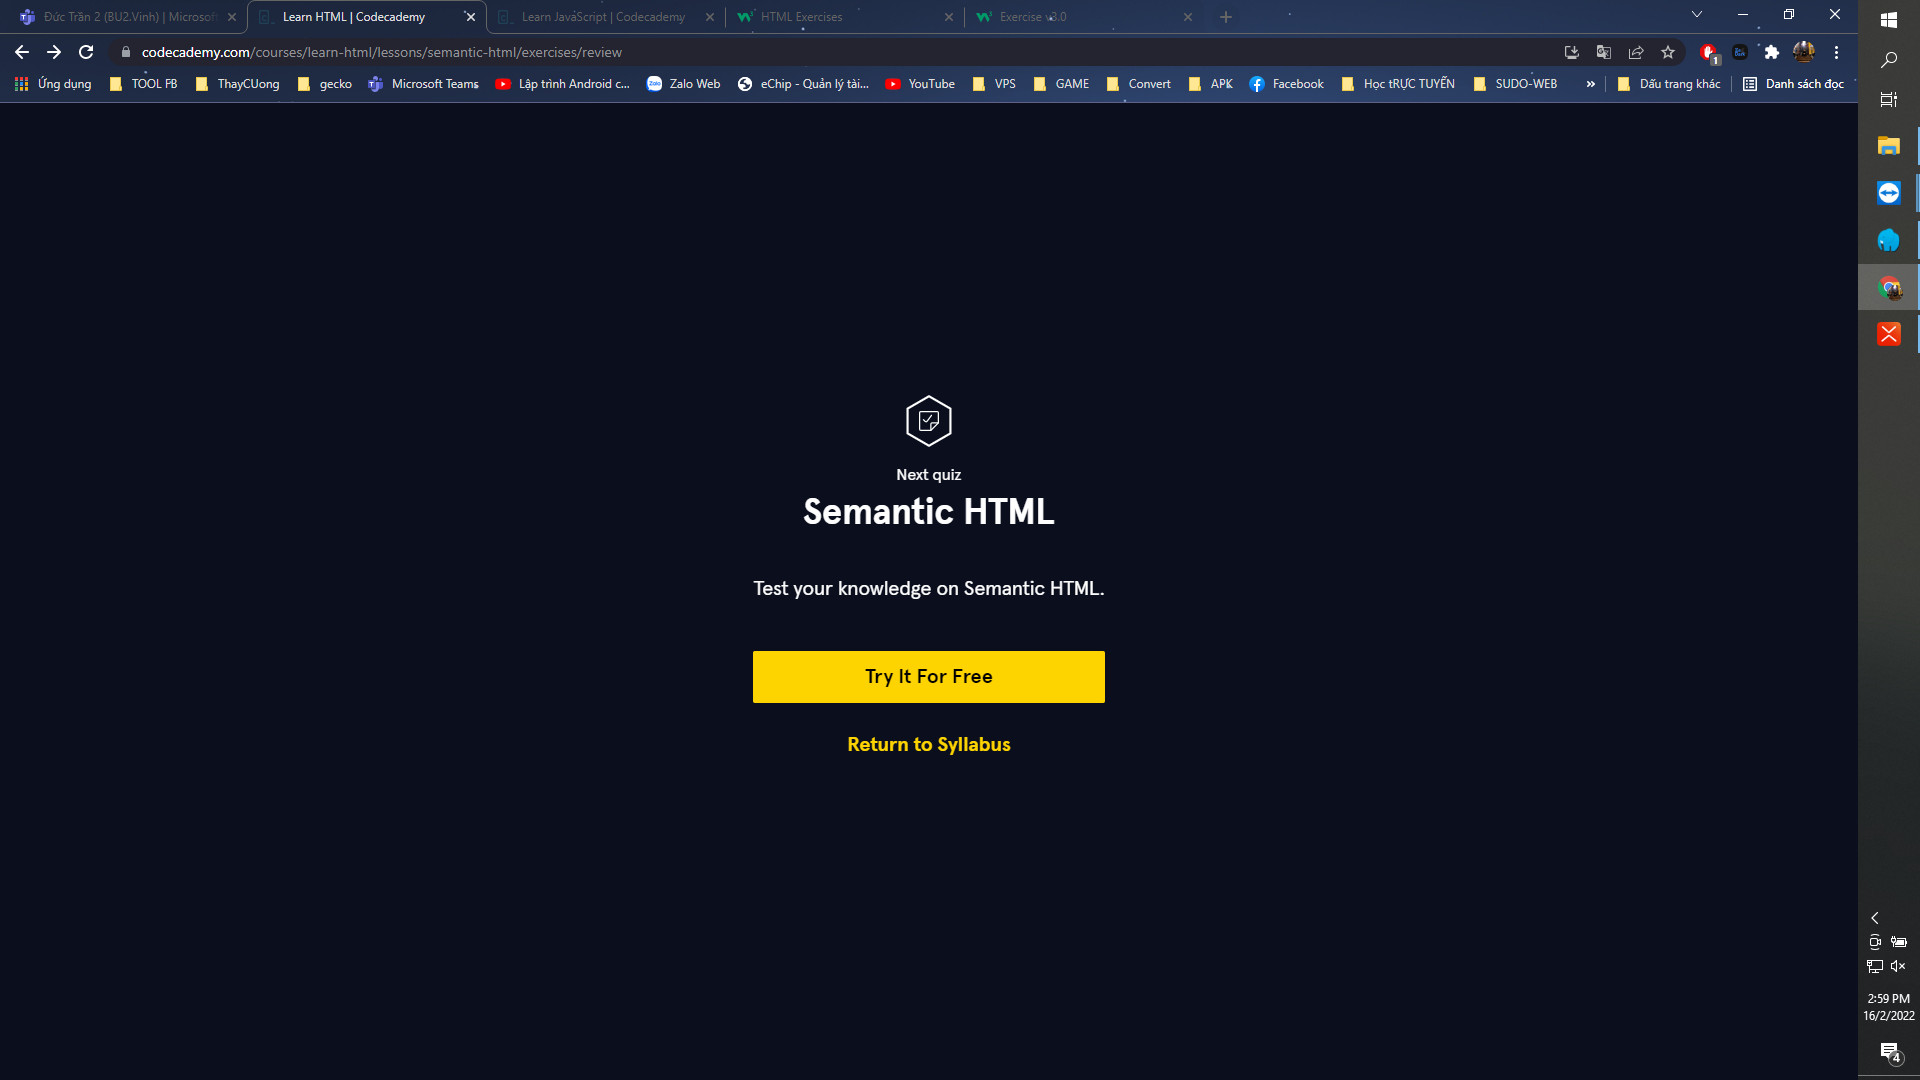 Đức Trần 2 (BU2.Vinh) | Microsoft
Learn HTML | Codecademy
Learn JavaScript | Codecademy
HTML Exercises
Exercise v3.0
codecademy.com/courses/learn-html/lessons/semantic-html/exercises/review
1
Ứng dụng
TOOL FB
ThayCUong
gecko
Microsoft Teams
Lập trình Android c...
Zalo Web
eChip - Quản lý tài...
YouTube
VPS
GAME
Convert
APK
Facebook
Học tRỰC TUYẾN
SUDO-WEB
»
Dấu trang khác
Danh sách đọc
Next quiz
Semantic HTML
Test your knowledge on Semantic HTML.
Try It For Free
Return to Syllabus
2:59 PM
16/2/2022
4